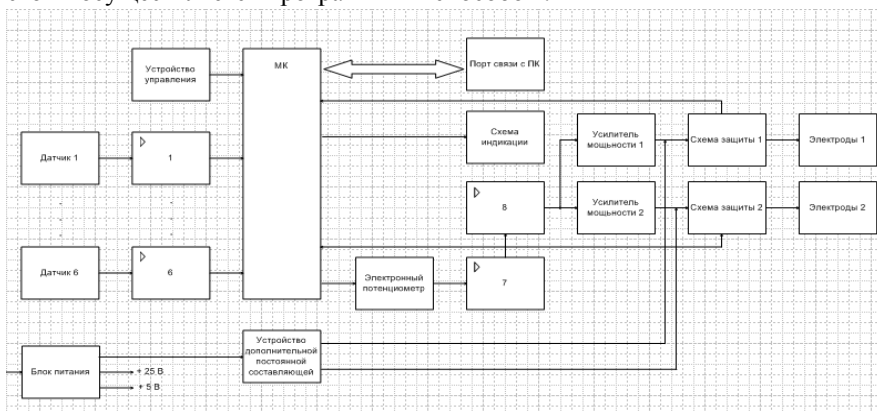 Устройство
управления
МК
Порт связи с ПК
Датчик 1
1
Схема
индикации
Усилитель
мощьности 1
Схема защиты 1
Электроды 1
8
Усилитель
мощьности 2
Схема защиты 2
Электроды 2
Датчик 6
6
Электронный
потенциометр
7
Блок питания
+ 25 В
+ 5 В
Устройство
дополнительной
постоянной
составляющей